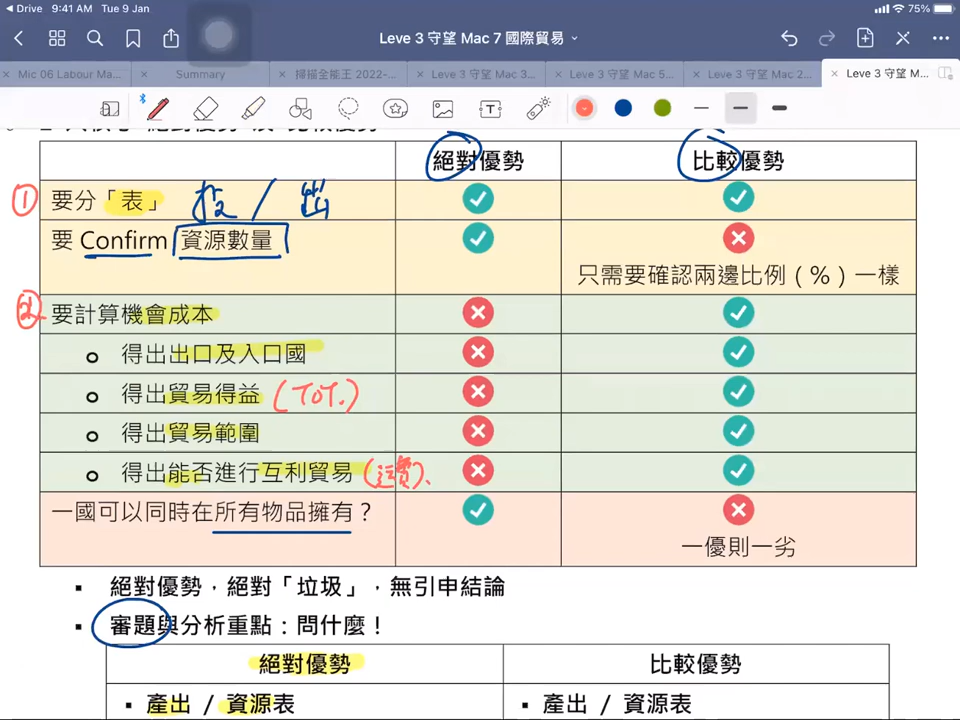 Drive 9:41 AM Tue 9 Jan 75%
Leve 3 守望 Mac 7 國際貿易
Mic 06 Labour Ma... Summary 掃描全能王 2022-... Leve 3 守望 Mac 3... Leve 3 守望 Mac 5... Leve 3 守望 Mac 2... Leve 3 守望 M...
絕對優勢 比較優勢
① 要分「表」 投 / 出
要 Confirm 資源數量
只需要確認兩邊比例(%)一樣
② 要計算機會成本
得出出口及入口國
得出貿易得益 (TOT.)
得出貿易範圍
得出能否進行互利貿易 (運費)
一國可以同時在所有物品擁有?
一優則一劣
▪ 絕對優勢,絕對「垃圾」,無引申結論
▪ 審題與分析重點:問什麼!
絕對優勢 比較優勢
▪ 產出 / 資源表 ▪ 產出 / 資源表